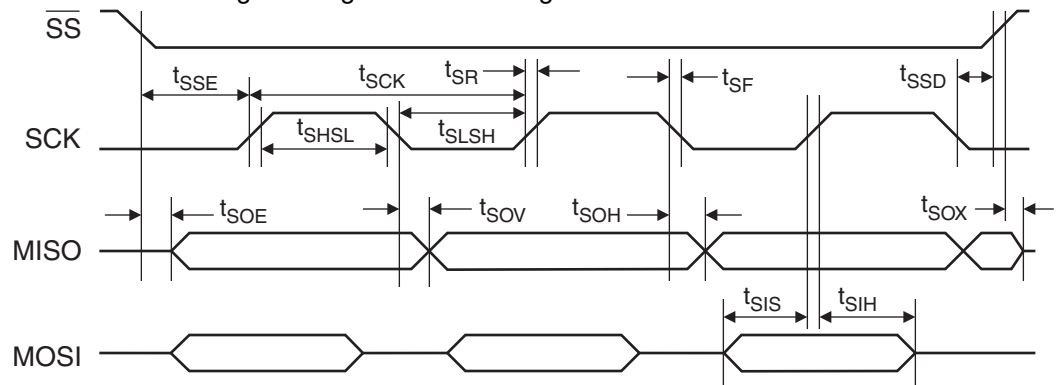 SS
tSSE
tSCK
tSR
tSF
tSSD
SCK
tSHSL
tSLSH
tSOE
tSOV
tSOH
tSOX
MISO
tSIS
tSIH
MOSI